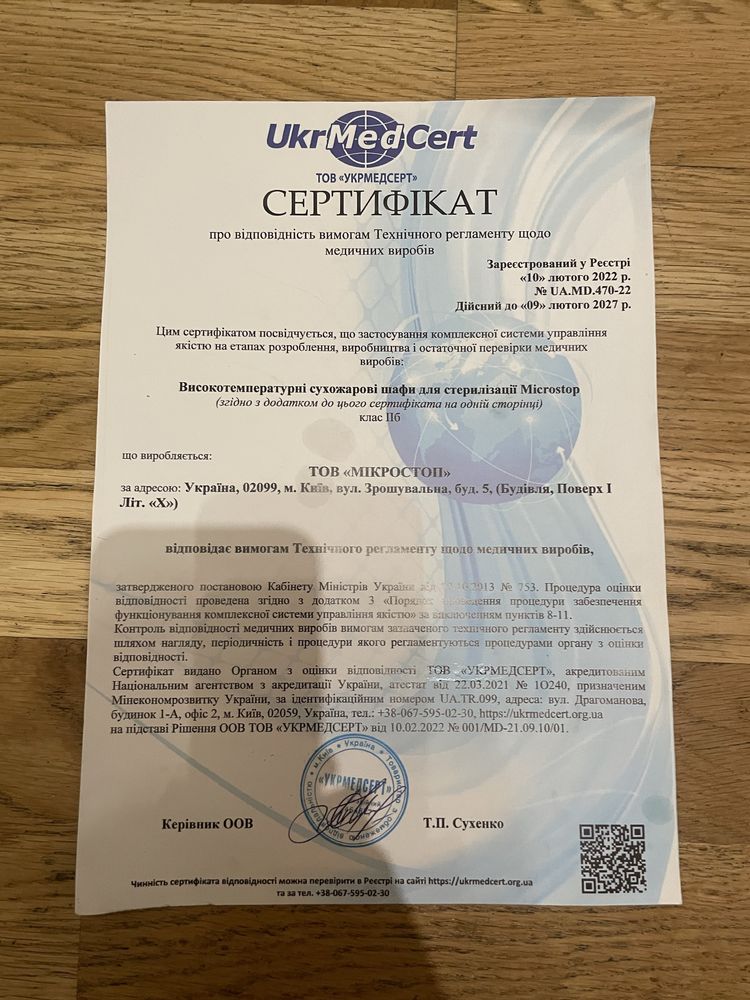 UkrMedCert
ТОВ «УКРМЕДСЕРТ»
СЕРТИФІКАТ
про відповідність вимогам Технічного регламенту щодо
медичних виробів
Зареєстрований у Реєстрі
«10» лютого 2022 р.
№ UA.MD.470-22
Дійсний до «09» лютого 2027 р.
Цим сертифікатом посвідчується, що застосування комплексної системи управління
якістю на етапах розроблення, виробництва і остаточної перевірки медичних
виробів:
Високотемпературні сухожарові шафи для стерилізації Microstop
(згідно з додатком до цього сертифіката на одній сторінці)
клас ІІб
що виробляється:
ТОВ «МІКРОСТОП»
за адресою: Україна, 02099, м. Київ, вул. Зрошувальна, буд. 5, (Будівля, Поверх І
Літ. «Х»)
відповідає вимогам Технічного регламенту щодо медичних виробів,
затвердженого постановою Кабінету Міністрів України від 2013 № 753. Процедура оцінки
відповідності проведена згідно з додатком 3 «Порядок проведення процедури забезпечення
функціонування комплексної системи управління якістю» за виключенням пунктів 8-11.
Контроль відповідності медичних виробів вимогам зазначеного технічного регламенту здійснюється
шляхом нагляду, періодичність і процедури якого регламентуються процедурами органу з оцінки
відповідності.
Сертифікат видано Органом з оцінки відповідності ТОВ «УКРМЕДСЕРТ», акредитованим
Національним агентством з акредитації України, атестат від 22.03.2021 № 1О240, призначеним
Мінекономрозвитку України, за ідентифікаційним номером UA.TR.099, адреса: вул. Драгоманова,
будинок 1-А, офіс 2, м. Київ, 02059, Україна, тел.: +38-067-595-02-30, https://ukrmedcert.org.ua
на підставі Рішення ООВ ТОВ «УКРМЕДСЕРТ» від 10.02.2022 № 001/MD-21.09.10/01.
м. Київ * Україна * Товариство з обмеженою відповідальністю
«УКРМЕДСЕРТ»
Керівник ООВ
Т.П. Сухенко
Чинність сертифіката відповідності можна перевірити в Реєстрі на сайті https://ukrmedcert.org.ua
та за тел. +38-067-595-02-30